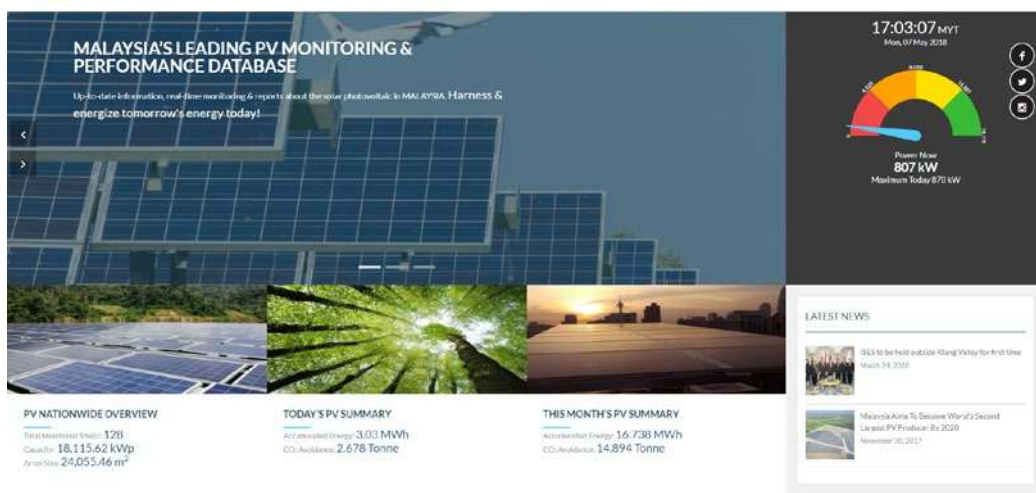 MALAYSIA'S LEADING PV MONITORING &
PERFORMANCE DATABASE
Up-to-date information, real-time monitoring & reports about the solar photovoltaic in MALAYSIA. Harness &
energize tomorrow's energy today!
17:03:07 MYT
Mon, 07 May 2018
Power Now
807 kW
Maximum Today 870 kW
PV NATIONWIDE OVERVIEW
Total Monitored Site(s): 128
Capacity: 18,115.62 kWp
Array Size: 24,055.46 m²
TODAY'S PV SUMMARY
Accumulated Energy: 3.03 MWh
CO₂ Avoidance: 2.678 Tonne
THIS MONTH'S PV SUMMARY
Accumulated Energy: 16.738 MWh
CO₂ Avoidance: 14.894 Tonne
LATEST NEWS
ISES to be held outside Klang Valley for first time
March 24, 2018
Malaysia Aims To Become World's Second
Largest PV Producer By 2020
November 30, 2017